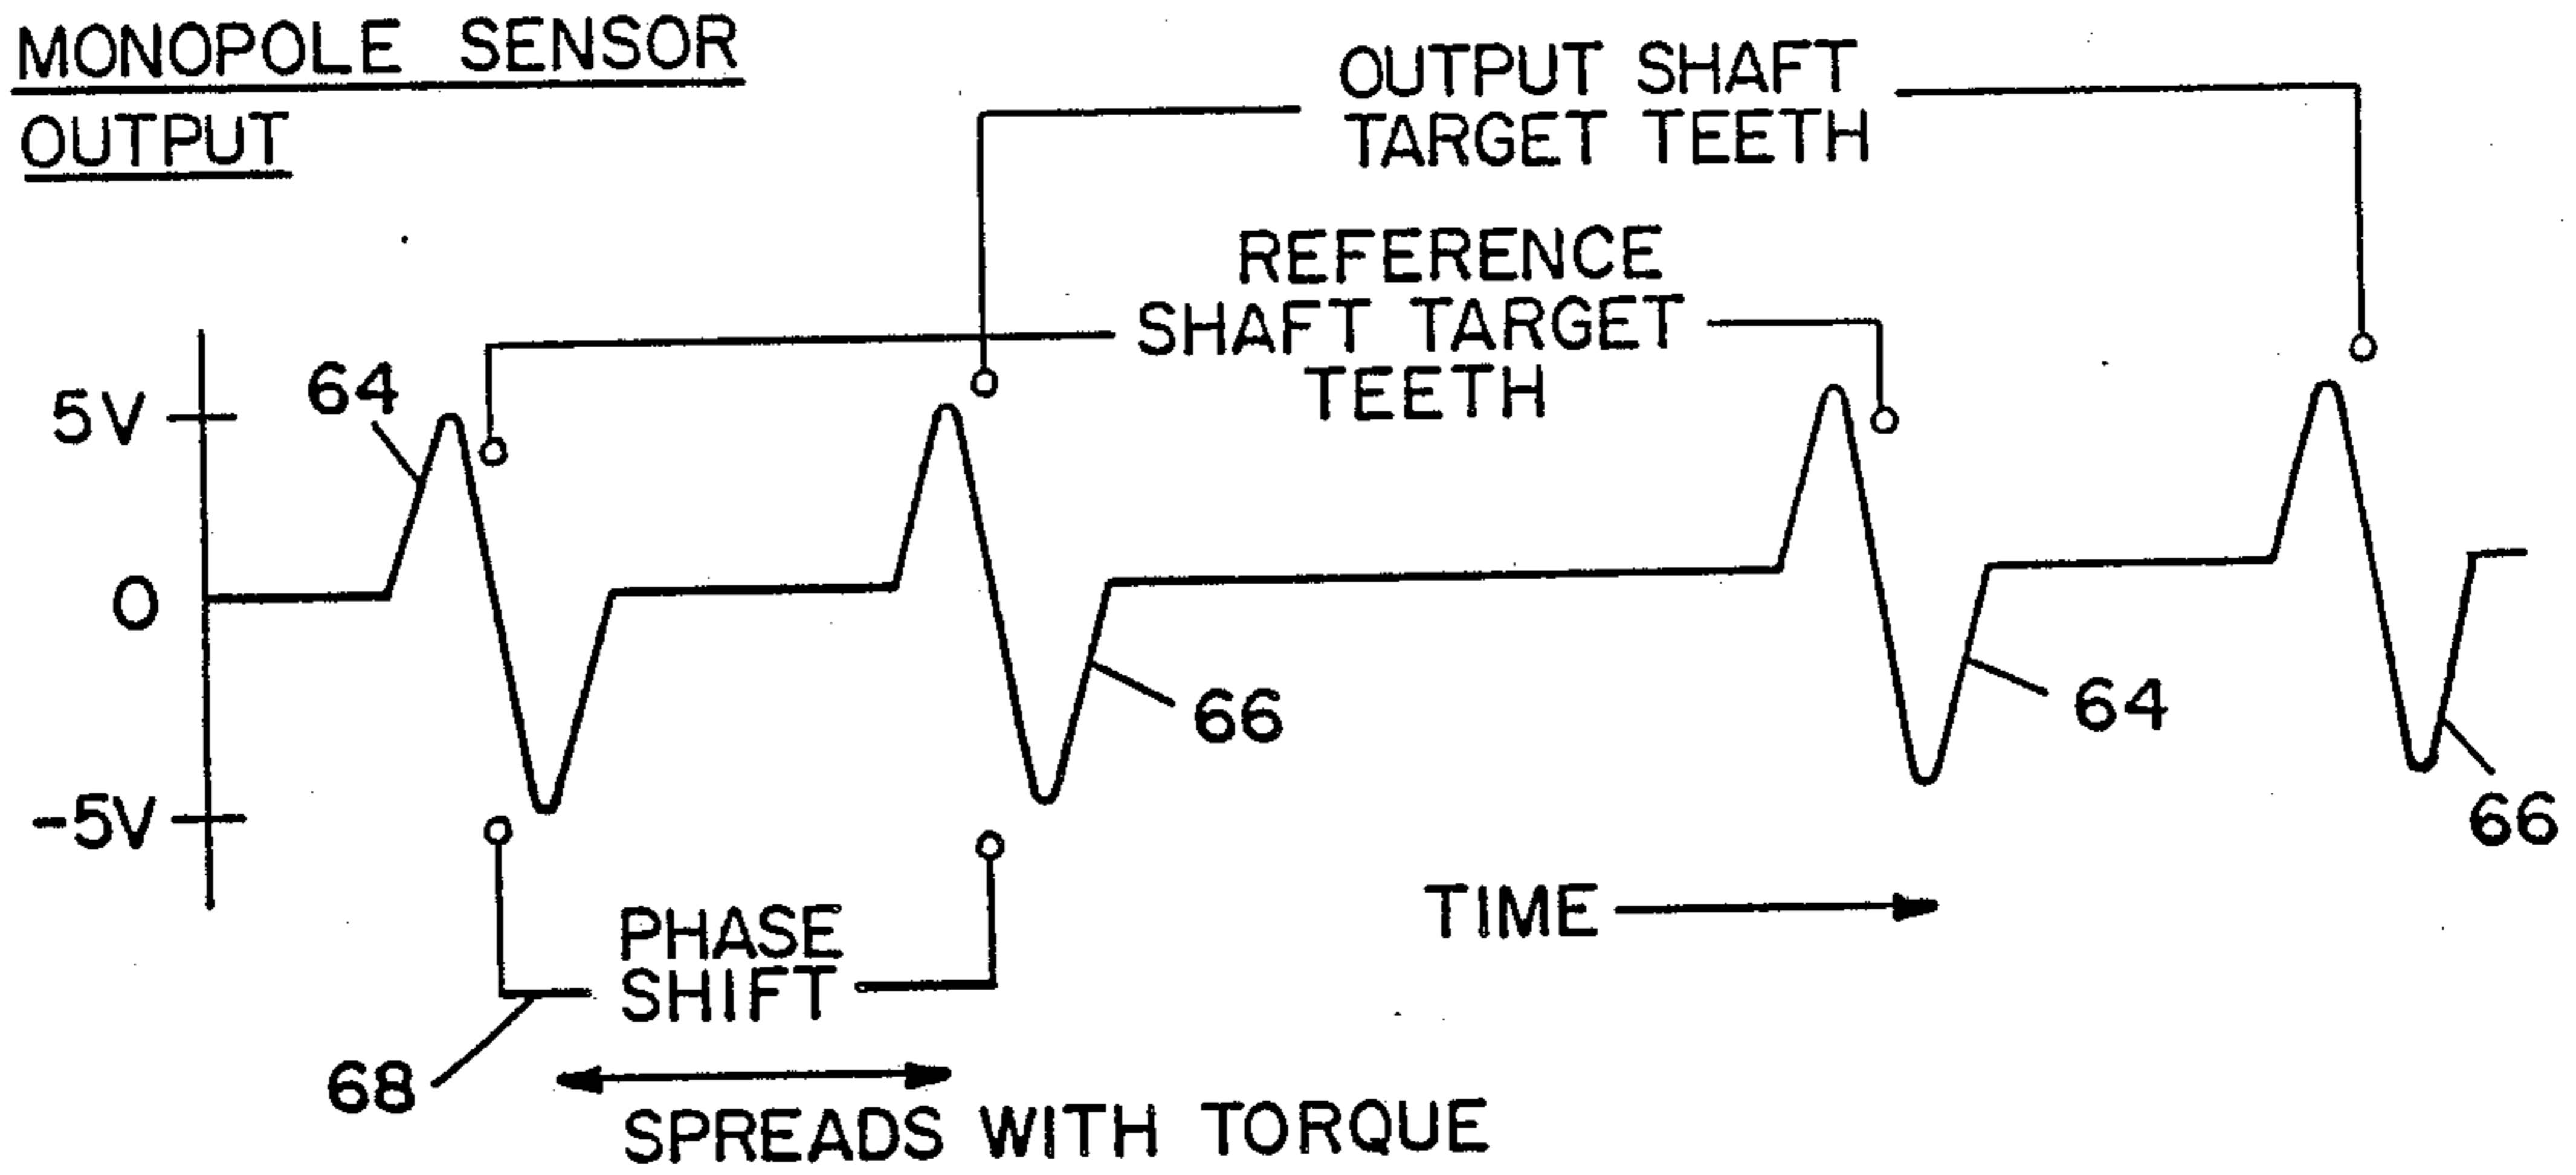 MONOPOLE SENSOR
OUTPUT
OUTPUT SHAFT
TARGET TEETH
REFERENCE
SHAFT TARGET
TEETH
5V
64
0
66
64
66
-5V
PHASE
SHIFT
TIME
68
SPREADS WITH TORQUE